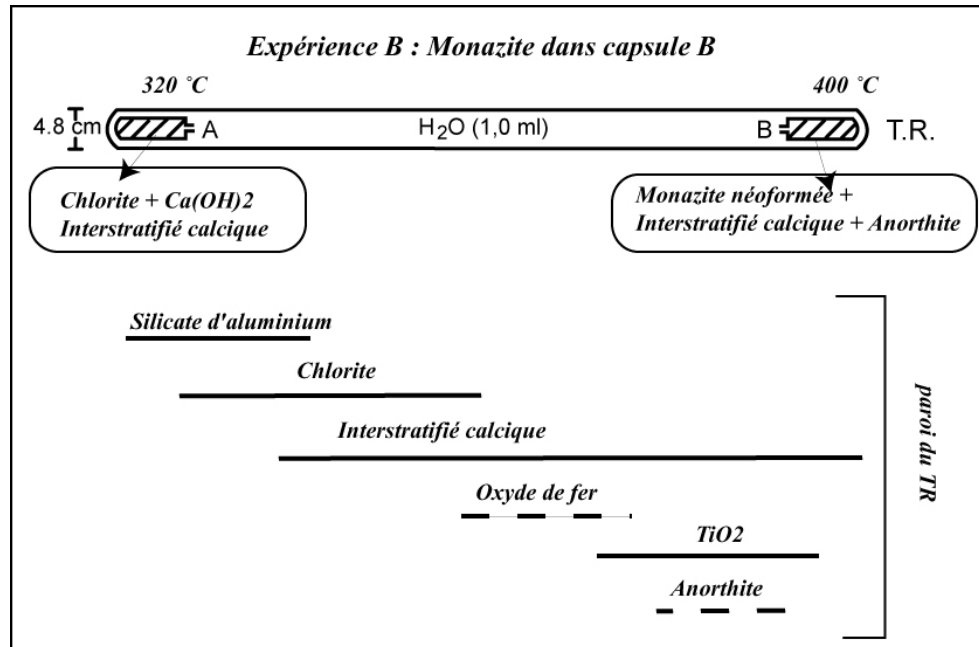 Expérience B : Monazite dans capsule B
320 °C
400 °C
4.8 cm
A
H2O (1,0 ml)
B
T.R.
Chlorite + Ca(OH)2
Interstratifié calcique
Monazite néoformée +
Interstratifié calcique + Anorthite
Silicate d'aluminium
Chlorite
Interstratifié calcique
Oxyde de fer
TiO2
Anorthite
paroi du TR